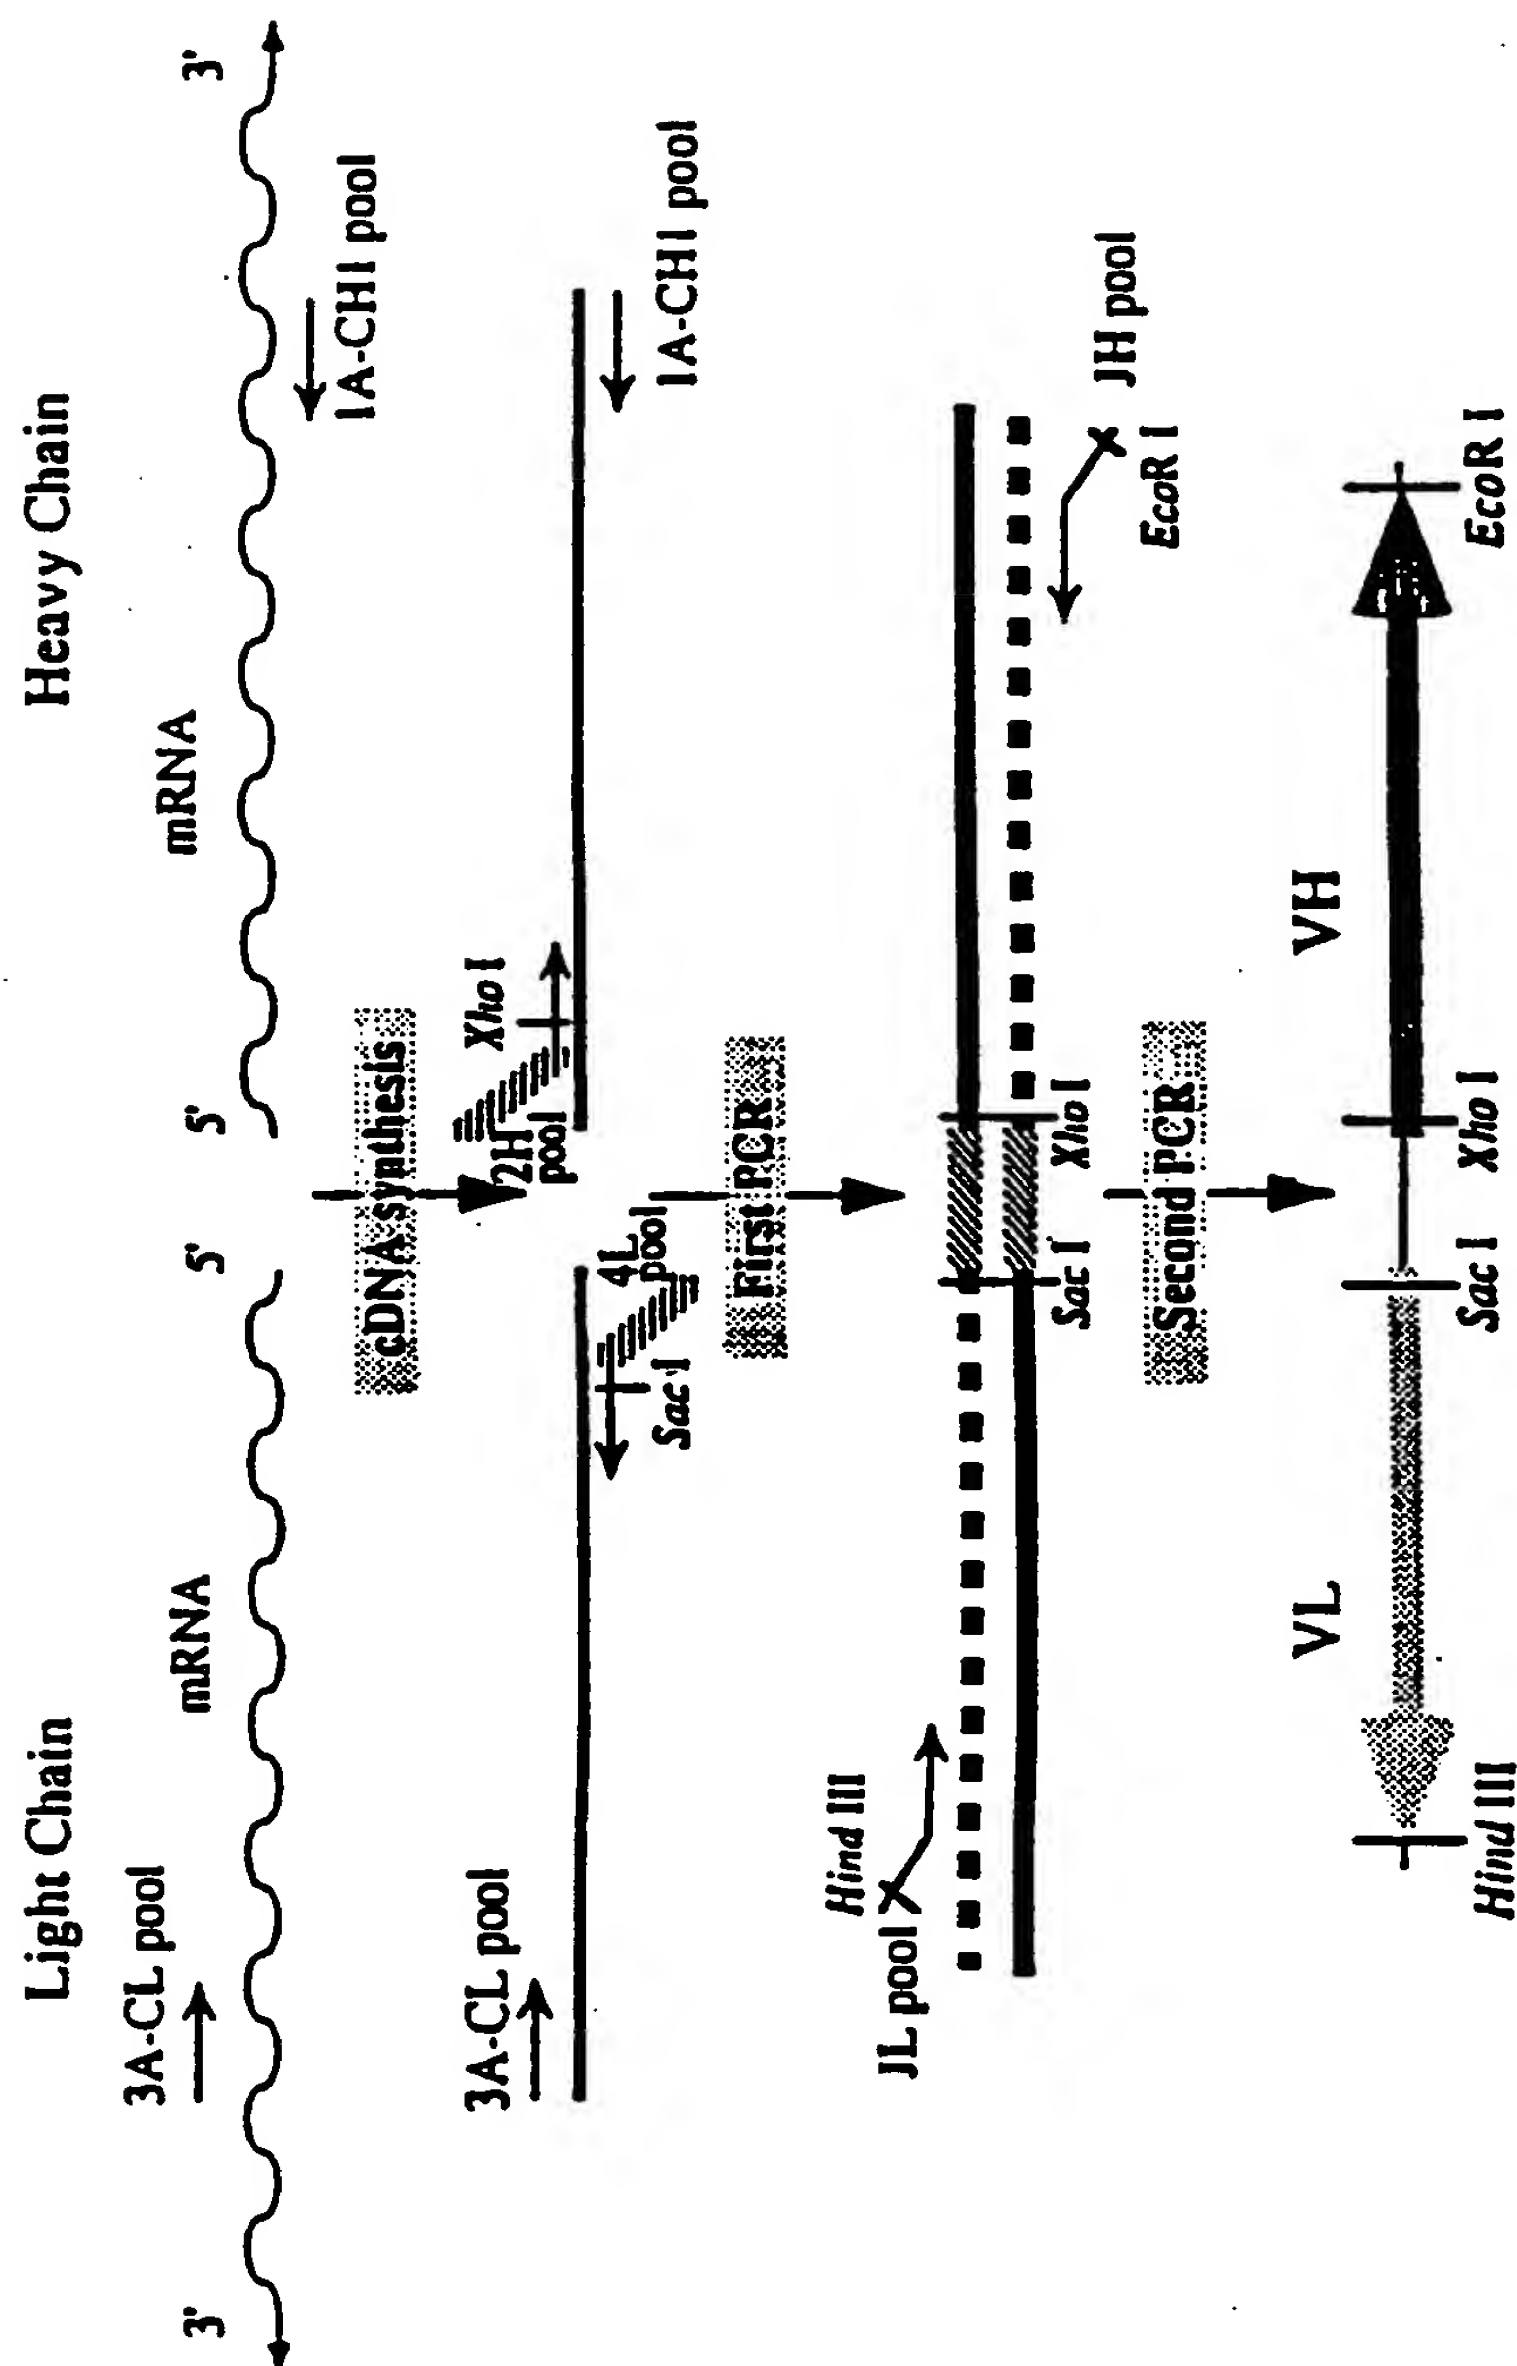 Light Chain
Heavy Chain
3A-CL pool
mRNA
mRNA
3'
5'
5'
3'
1A-CH1 pool
cDNA synthesis
3A-CL pool
2H
pool
Xho I
Sac I
4L
pool
1A-CH1 pool
First PCR
Hind III
JL pool
Sac I
Xho I
JH pool
EcoR I
Second PCR
VL
VH
Hind III
Sac I
Xho I
EcoR I